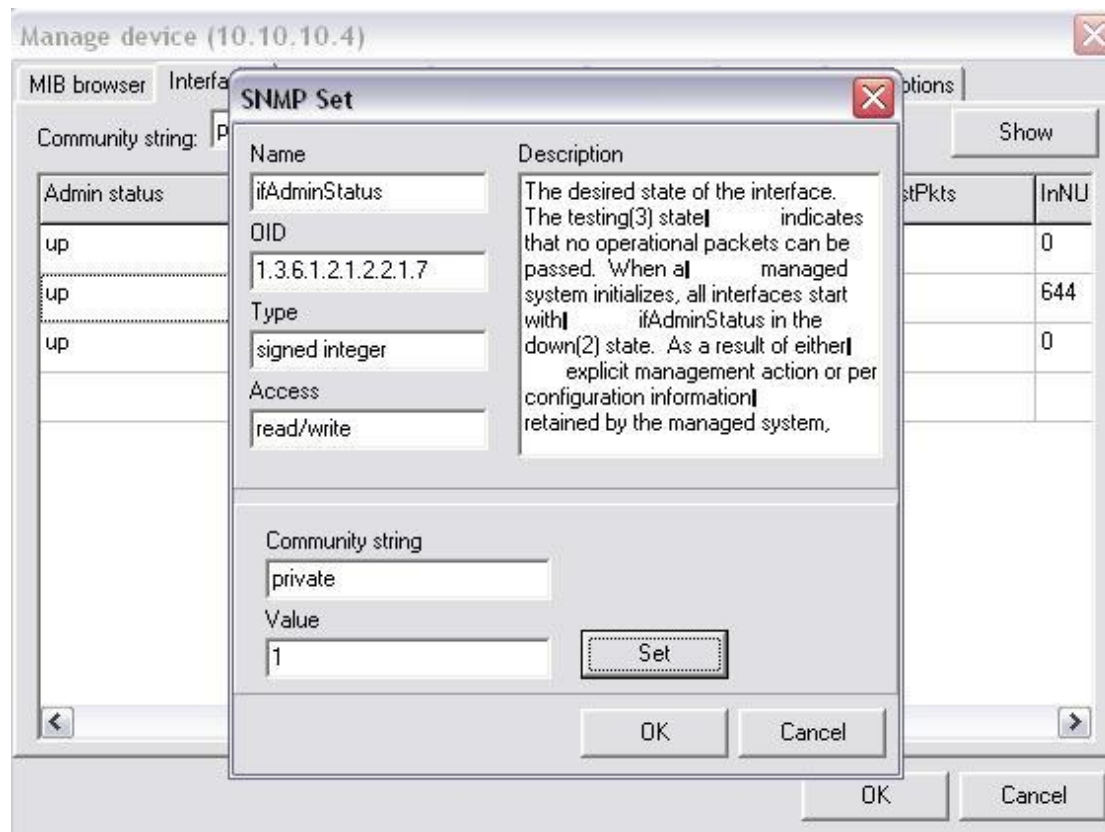 Manage device (10.10.10.4)
MIB browser
Interfa
ptions
Community string:
Show
Admin status
stPkts
InNU
up
0
up
644
up
0
SNMP Set
Name
ifAdminStatus
OID
1.3.6.1.2.1.2.2.1.7
Type
signed integer
Access
read/write
Description
The desired state of the interface.
The testing(3) state indicates
that no operational packets can be
passed. When a managed
system initializes, all interfaces start
with ifAdminStatus in the
down(2) state. As a result of either
explicit management action or per
configuration information
retained by the managed system,
Community string
private
Value
1
Set
OK
Cancel
OK
Cancel